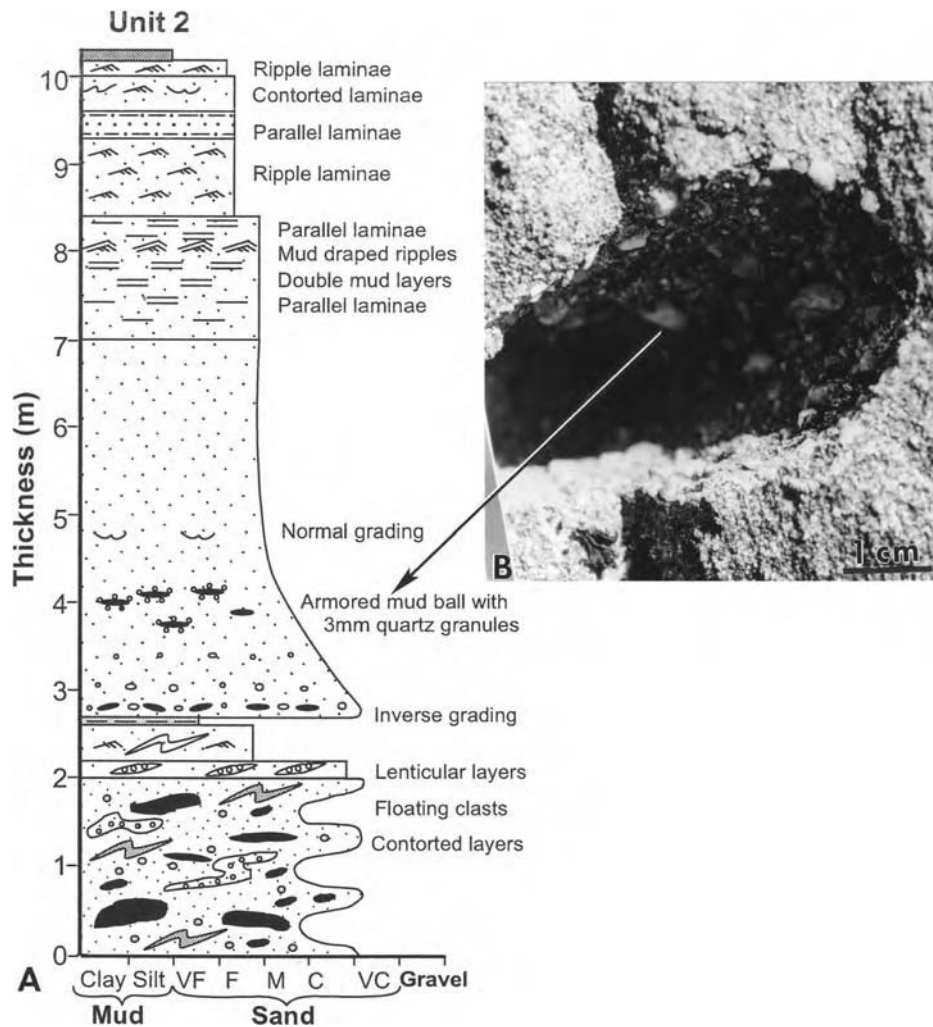 Unit 2
Ripple laminae
Contorted laminae
Parallel laminae
Ripple laminae
Parallel laminae
Mud draped ripples
Double mud layers
Parallel laminae
Normal grading
Armored mud ball with
3mm quartz granules
Inverse grading
Lenticular layers
Floating clasts
Contorted layers
Thickness (m)
10
9
8
7
6
5
4
3
2
1
0
A
Clay Silt VF F M C VC Gravel
Mud Sand
B
1 cm